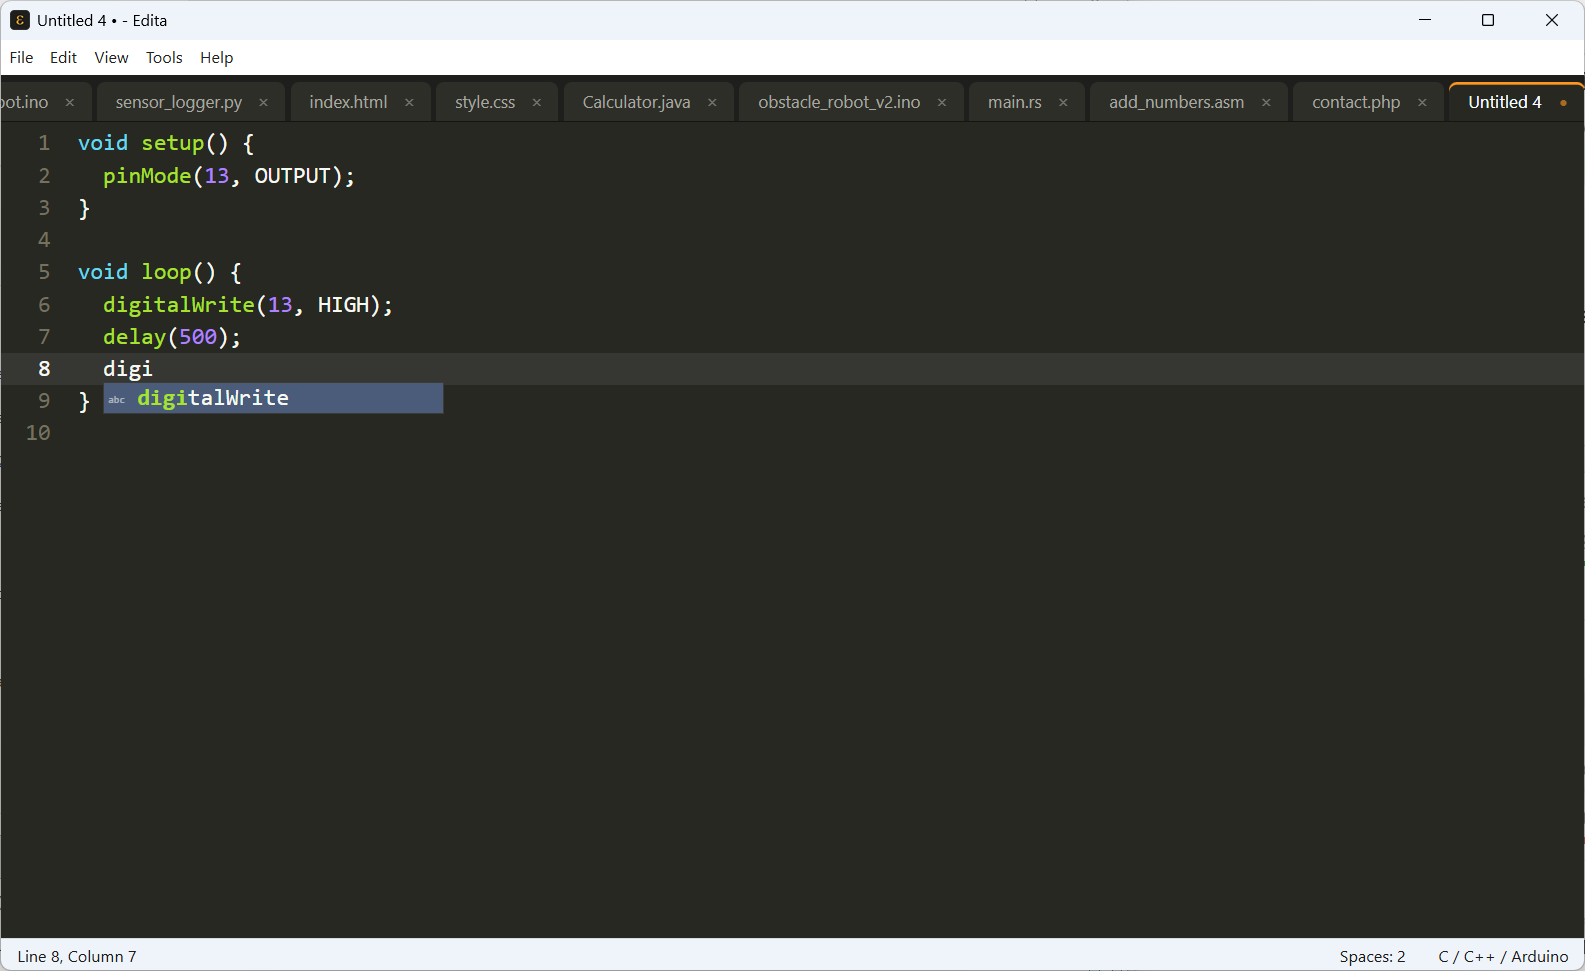 ε Untitled 4 • - Edita
File Edit View Tools Help
bot.ino × sensor_logger.py × index.html × style.css × Calculator.java × obstacle_robot_v2.ino × main.rs × add_numbers.asm × contact.php × Untitled 4 •
1 void setup() {
2   pinMode(13, OUTPUT);
3 }
4
5 void loop() {
6   digitalWrite(13, HIGH);
7   delay(500);
8   digi
abc digitalWrite
9 }
10
Line 8, Column 7
Spaces: 2 C / C++ / Arduino